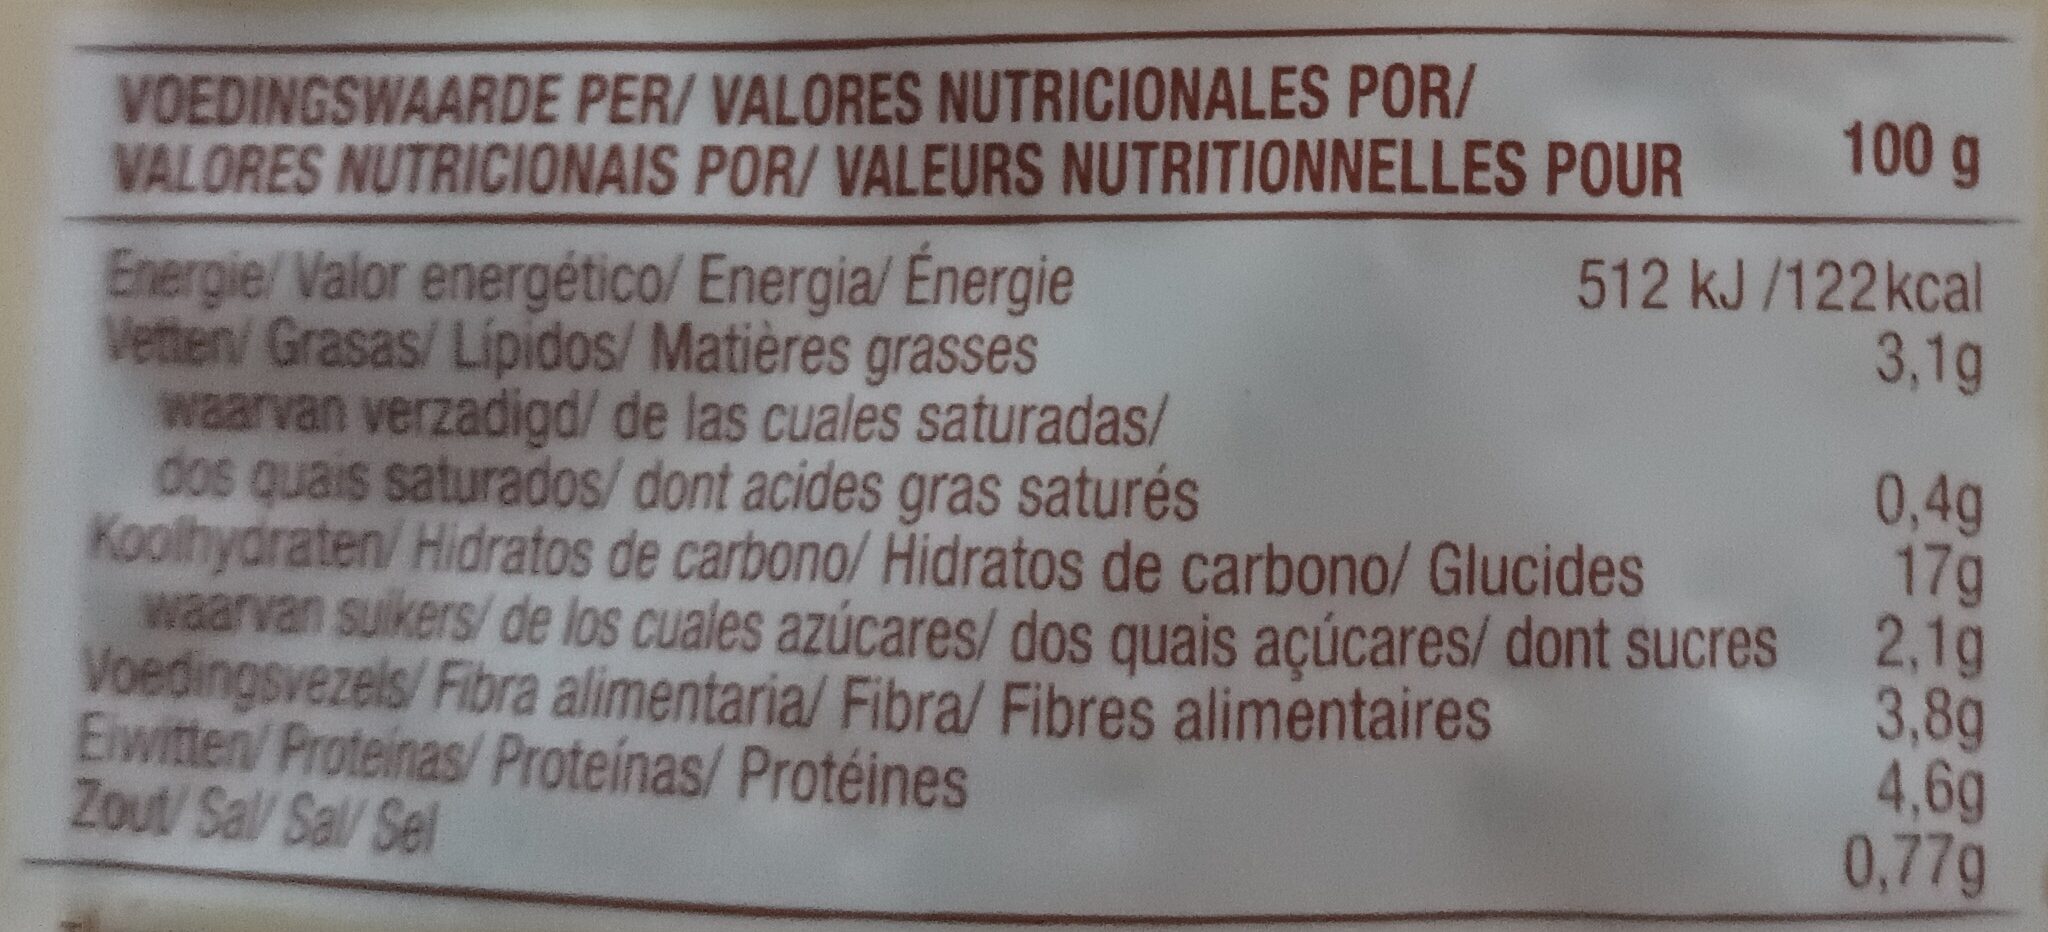 VOEDINGSWAARDE PER/ VALORES NUTRICIONALES POR/
VALORES NUTRICIONAIS POR/ VALEURS NUTRITIONNELLES POUR 100 g
Energie/ Valor energético/ Energia/ Énergie 512 kJ /122kcal
Vetten/ Grasas/ Lípidos/ Matières grasses 3,1g
waarvan verzadigd/ de las cuales saturadas/
dos quais saturados/ dont acides gras saturés 0,4g
Koolhydraten/ Hidratos de carbono/ Hidratos de carbono/ Glucides 17g
waarvan suikers/ de los cuales azúcares/ dos quais açúcares/ dont sucres 2,1g
Voedingsvezels/ Fibra alimentaria/ Fibra/ Fibres alimentaires 3,8g
Eiwitten/ Proteínas/ Proteínas/ Protéines 4,6g
Zout/ Sal/ Sal/ Sel 0,77g